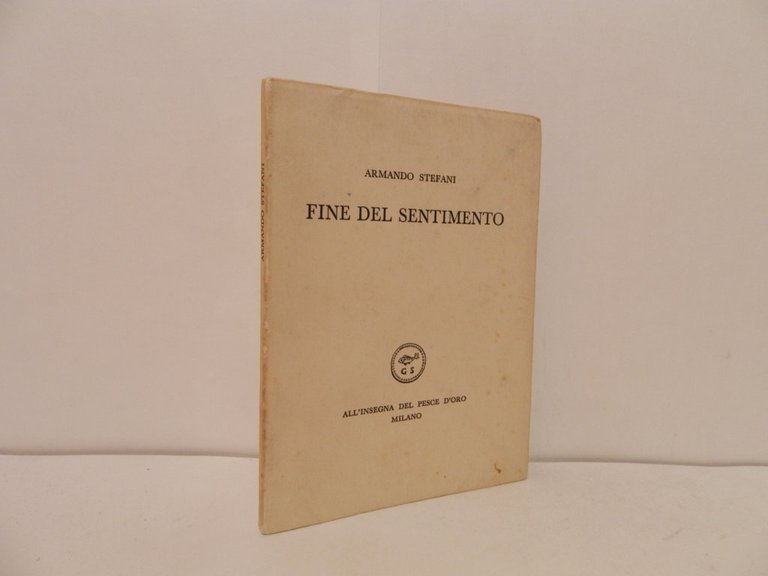 ARMANDO STEFANI
ARMANDO STEFANI
FINE DEL SENTIMENTO
G S
ALL'INSEGNA DEL PESCE D'ORO
MILANO